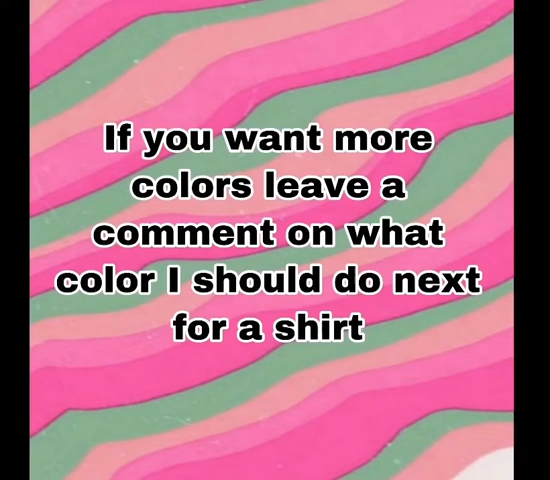 If you want more
colors leave a
comment on what
color I should do next
for a shirt